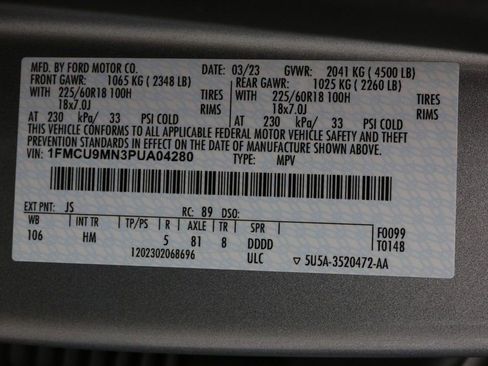 MFD. BY FORD MOTOR CO. DATE: 03/23 GVWR: 2041 KG ( 4500 LB)
FRONT GAWR: 1065 KG ( 2348 LB) REAR GAWR: 1025 KG ( 2260 LB)
WITH 225/60R18 100H TIRES WITH 225/60R18 100H TIRES
18x7.0J RIMS 18x7.0J RIMS
AT 230 kPa/ 33 PSI COLD AT 230 kPa/ 33 PSI COLD
THIS VEHICLE CONFORMS TO ALL APPLICABLE FEDERAL MOTOR VEHICLE SAFETY AND THEFT
PREVENTION STANDARDS IN EFFECT ON THE DATE OF MANUFACTURE SHOWN ABOVE.
VIN: 1FMCU9MN3PUA04280 TYPE: MPV
EXT PNT: JS RC: 89 DSO:
WB INT TR TP/PS R AXLE TR SPR F0099
106 HM 5 81 8 DDDD T0148
1202302068696 ULC ▽ 5U5A-3520472-AA